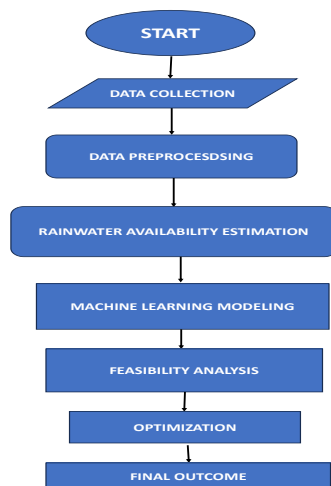 START
DATA COLLECTION
DATA PREPROCESDSING
RAINWATER AVAILABILITY ESTIMATION
MACHINE LEARNING MODELING
FEASIBILITY ANALYSIS
OPTIMIZATION
FINAL OUTCOME